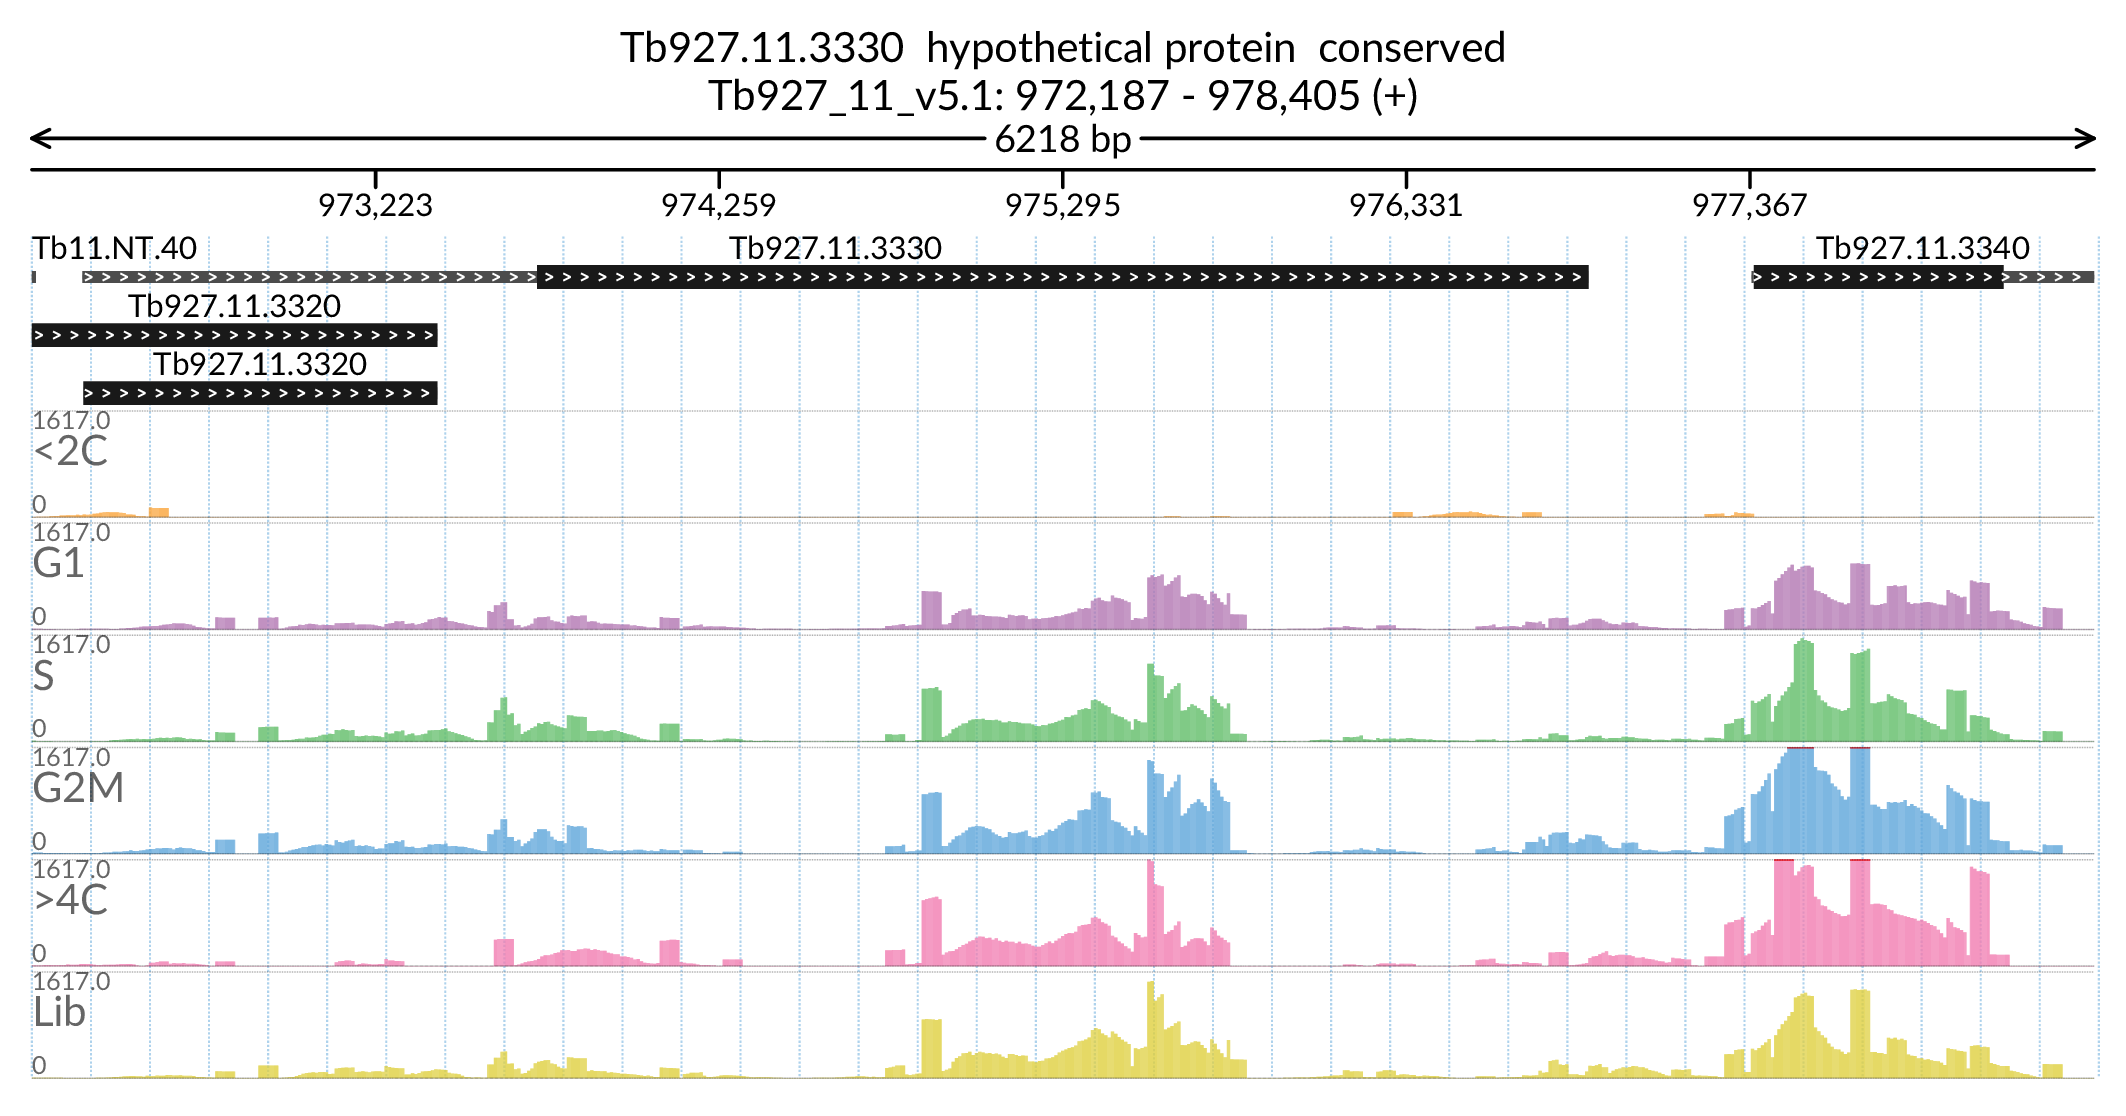 Tb927.11.3330  hypothetical protein  conserved
Tb927_11_v5.1: 972,187 - 978,405 (+)
6218 bp
973,223 974,259 975,295 976,331 977,367
Tb11.NT.40 Tb927.11.3330 Tb927.11.3340
Tb927.11.3320
Tb927.11.3320
1617.0
<2C
0
1617.0
G1
0
1617.0
S
0
1617.0
G2M
0
1617.0
>4C
0
1617.0
Lib
0